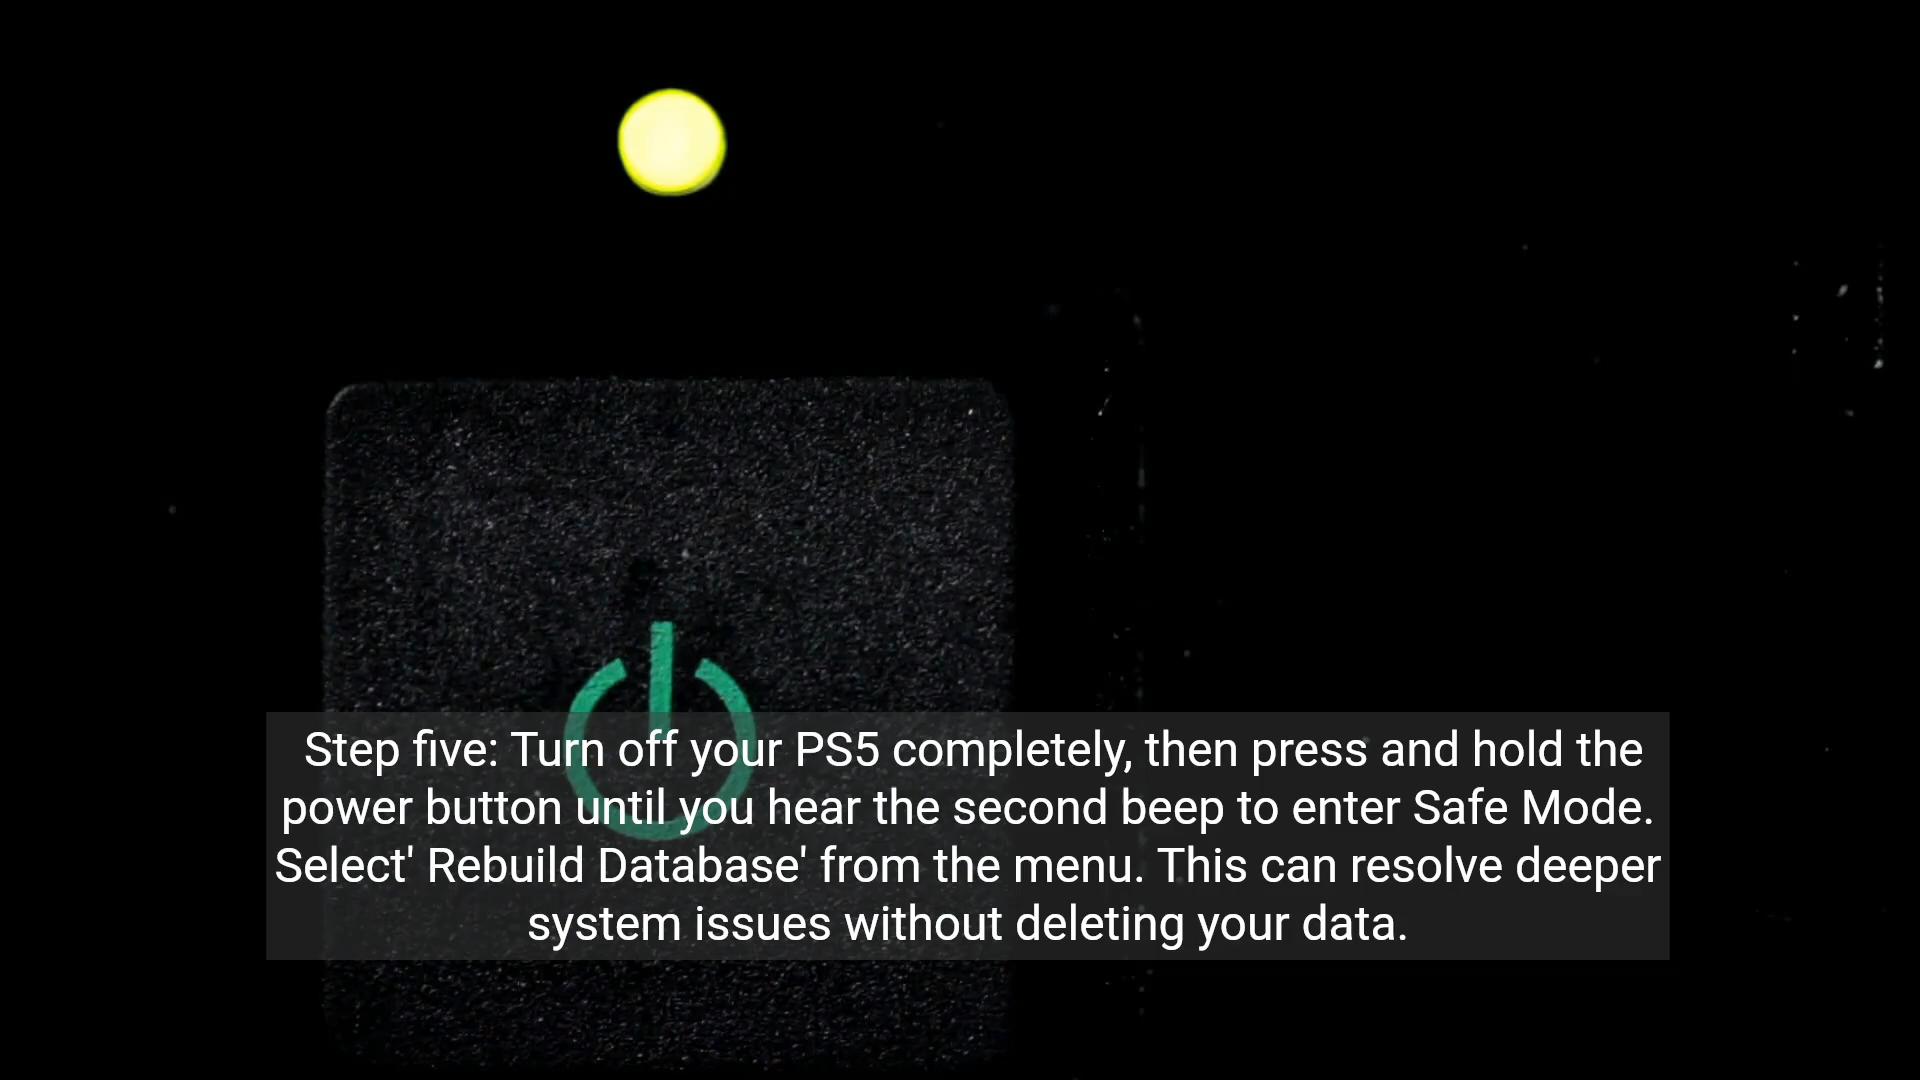 Step five: Turn off your PS5 completely, then press and hold the
power button until you hear the second beep to enter Safe Mode.
Select' Rebuild Database' from the menu. This can resolve deeper
system issues without deleting your data.